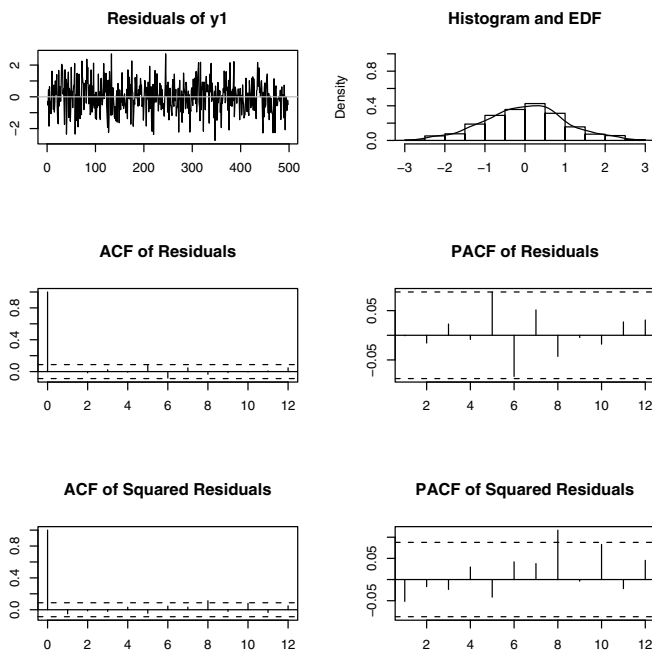 Residuals of y1
2
0
−2
0 100 200 300 400 500
Histogram and EDF
Density
0.8
0.4
0.0
−3 −2 −1 0 1 2 3
ACF of Residuals
0.8
0.4
0.0
0 2 4 6 8 10 12
PACF of Residuals
0.05
−0.05
2 4 6 8 10 12
ACF of Squared Residuals
0.8
0.4
0.0
0 2 4 6 8 10 12
PACF of Squared Residuals
0.05
−0.05
2 4 6 8 10 12